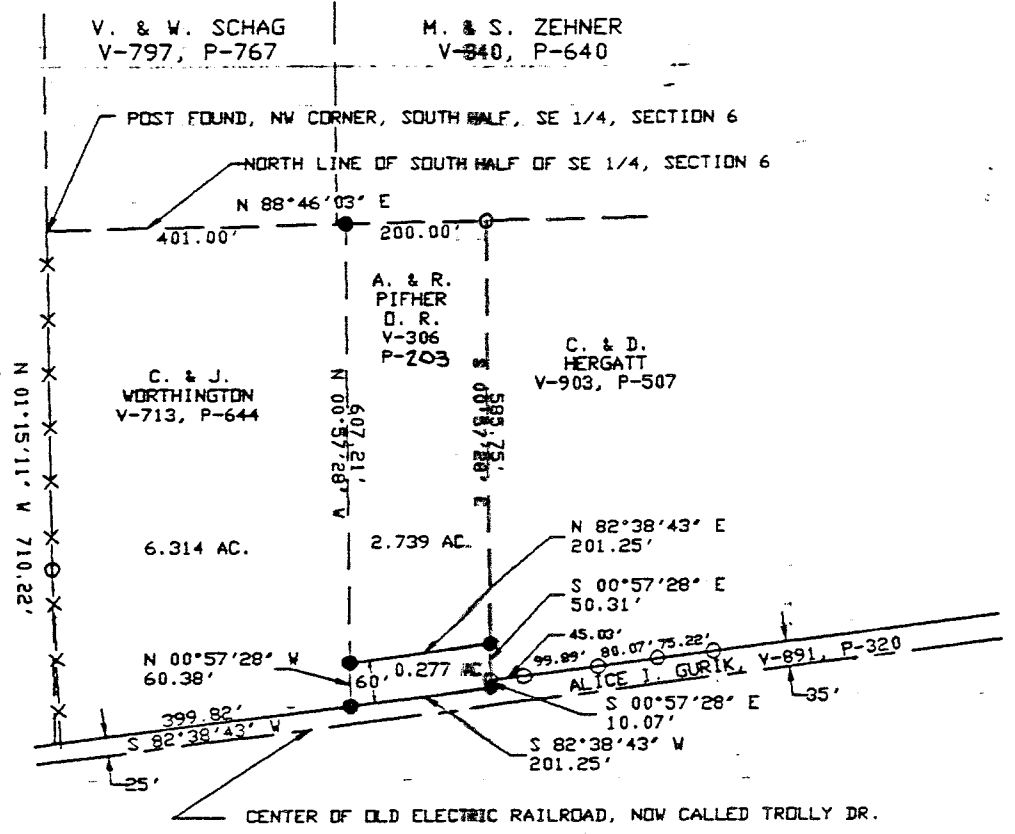 V. & W. SCHAG
V-797, P-767
M. & S. ZEHNER
V-840, P-640
POST FOUND, NW CORNER, SOUTH HALF, SE 1/4, SECTION 6
NORTH LINE OF SOUTH HALF OF SE 1/4, SECTION 6
N 88°46'03" E
401.00'
200.00'
A. & R.
PIFHER
O. R.
V-306
P-203
C. & D.
HERGATT
V-903, P-507
C. & J.
WORTHINGTON
V-713, P-644
N 01°15'11" W 710.22'
N 00°57'28" W
607.21'
S 00°57'28" E
585.75'
6.314 AC.
2.739 AC.
N 82°38'43" E
201.25'
S 00°57'28" E
50.31'
45.03'
99.89' 80.07' 75.22'
N 00°57'28" W
60.38'
60'
0.277 AC
ALICE I. GURIK, V-891, P-320
35'
S 00°57'28" E
10.07'
399.82'
S 82°38'43" W
S 82°38'43" W
201.25'
25'
CENTER OF OLD ELECTRIC RAILROAD, NOW CALLED TROLLY DR.